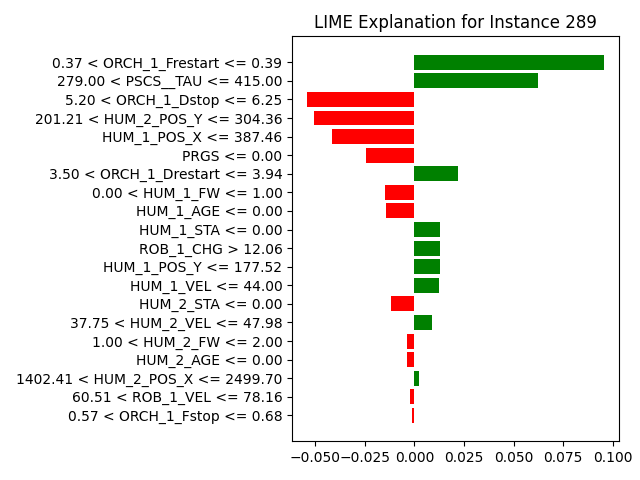 LIME Explanation for Instance 289
0.37 < ORCH_1_Frestart <= 0.39
279.00 < PSCS__TAU <= 415.00
5.20 < ORCH_1_Dstop <= 6.25
201.21 < HUM_2_POS_Y <= 304.36
HUM_1_POS_X <= 387.46
PRGS <= 0.00
3.50 < ORCH_1_Drestart <= 3.94
0.00 < HUM_1_FW <= 1.00
HUM_1_AGE <= 0.00
HUM_1_STA <= 0.00
ROB_1_CHG > 12.06
HUM_1_POS_Y <= 177.52
HUM_1_VEL <= 44.00
HUM_2_STA <= 0.00
37.75 < HUM_2_VEL <= 47.98
1.00 < HUM_2_FW <= 2.00
HUM_2_AGE <= 0.00
1402.41 < HUM_2_POS_X <= 2499.70
60.51 < ROB_1_VEL <= 78.16
0.57 < ORCH_1_Fstop <= 0.68
−0.050 −0.025 0.000 0.025 0.050 0.075 0.100